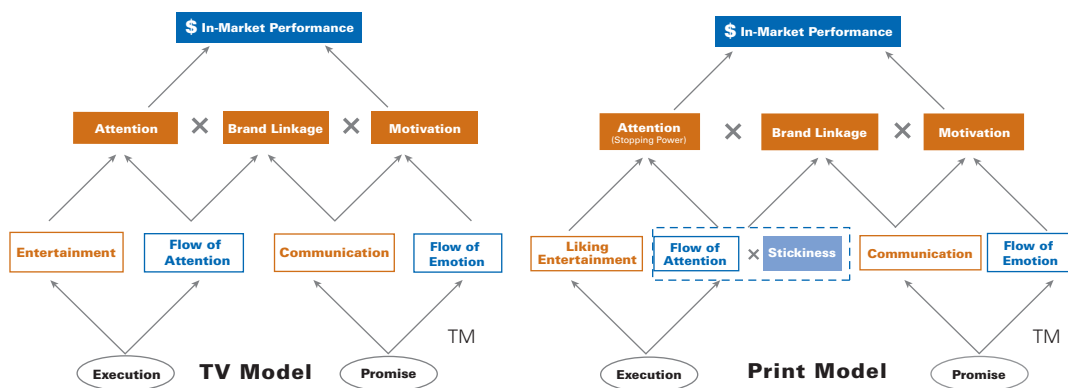 $ In-Market Performance
Attention
×
Brand Linkage
×
Motivation
Entertainment
Flow of
Attention
Communication
Flow of
Emotion
TM
Execution
TV Model
Promise
$ In-Market Performance
Attention
(Stopping Power)
×
Brand Linkage
×
Motivation
Liking
Entertainment
Flow of
Attention
×
Stickiness
Communication
Flow of
Emotion
TM
Execution
Print Model
Promise